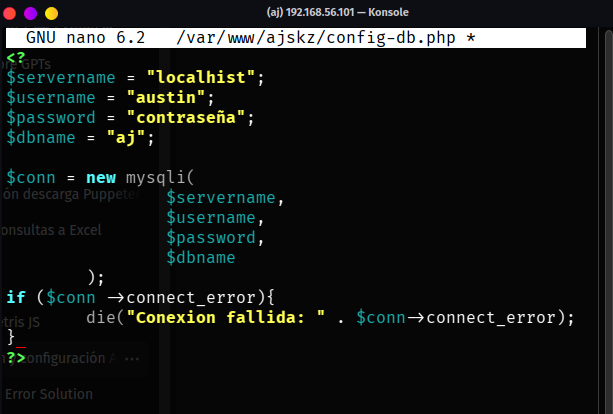 (aj) 192.168.56.101 — Konsole
GNU nano 6.2 /var/www/ajskz/config-db.php *
<?
ore GPTs
$servername = "localhist";
$username = "austin";
$password = "contraseña";
$dbname = "aj";
$conn = new mysqli(
ón descarga Puppete
$servername,
$username,
onsultas a Excel
$password,
$dbname
);
if ($conn ->connect_error){
die("Conexion fallida: " . $conn->connect_error);
etris JS
}_
?>
y configuración A ...
Error Solution